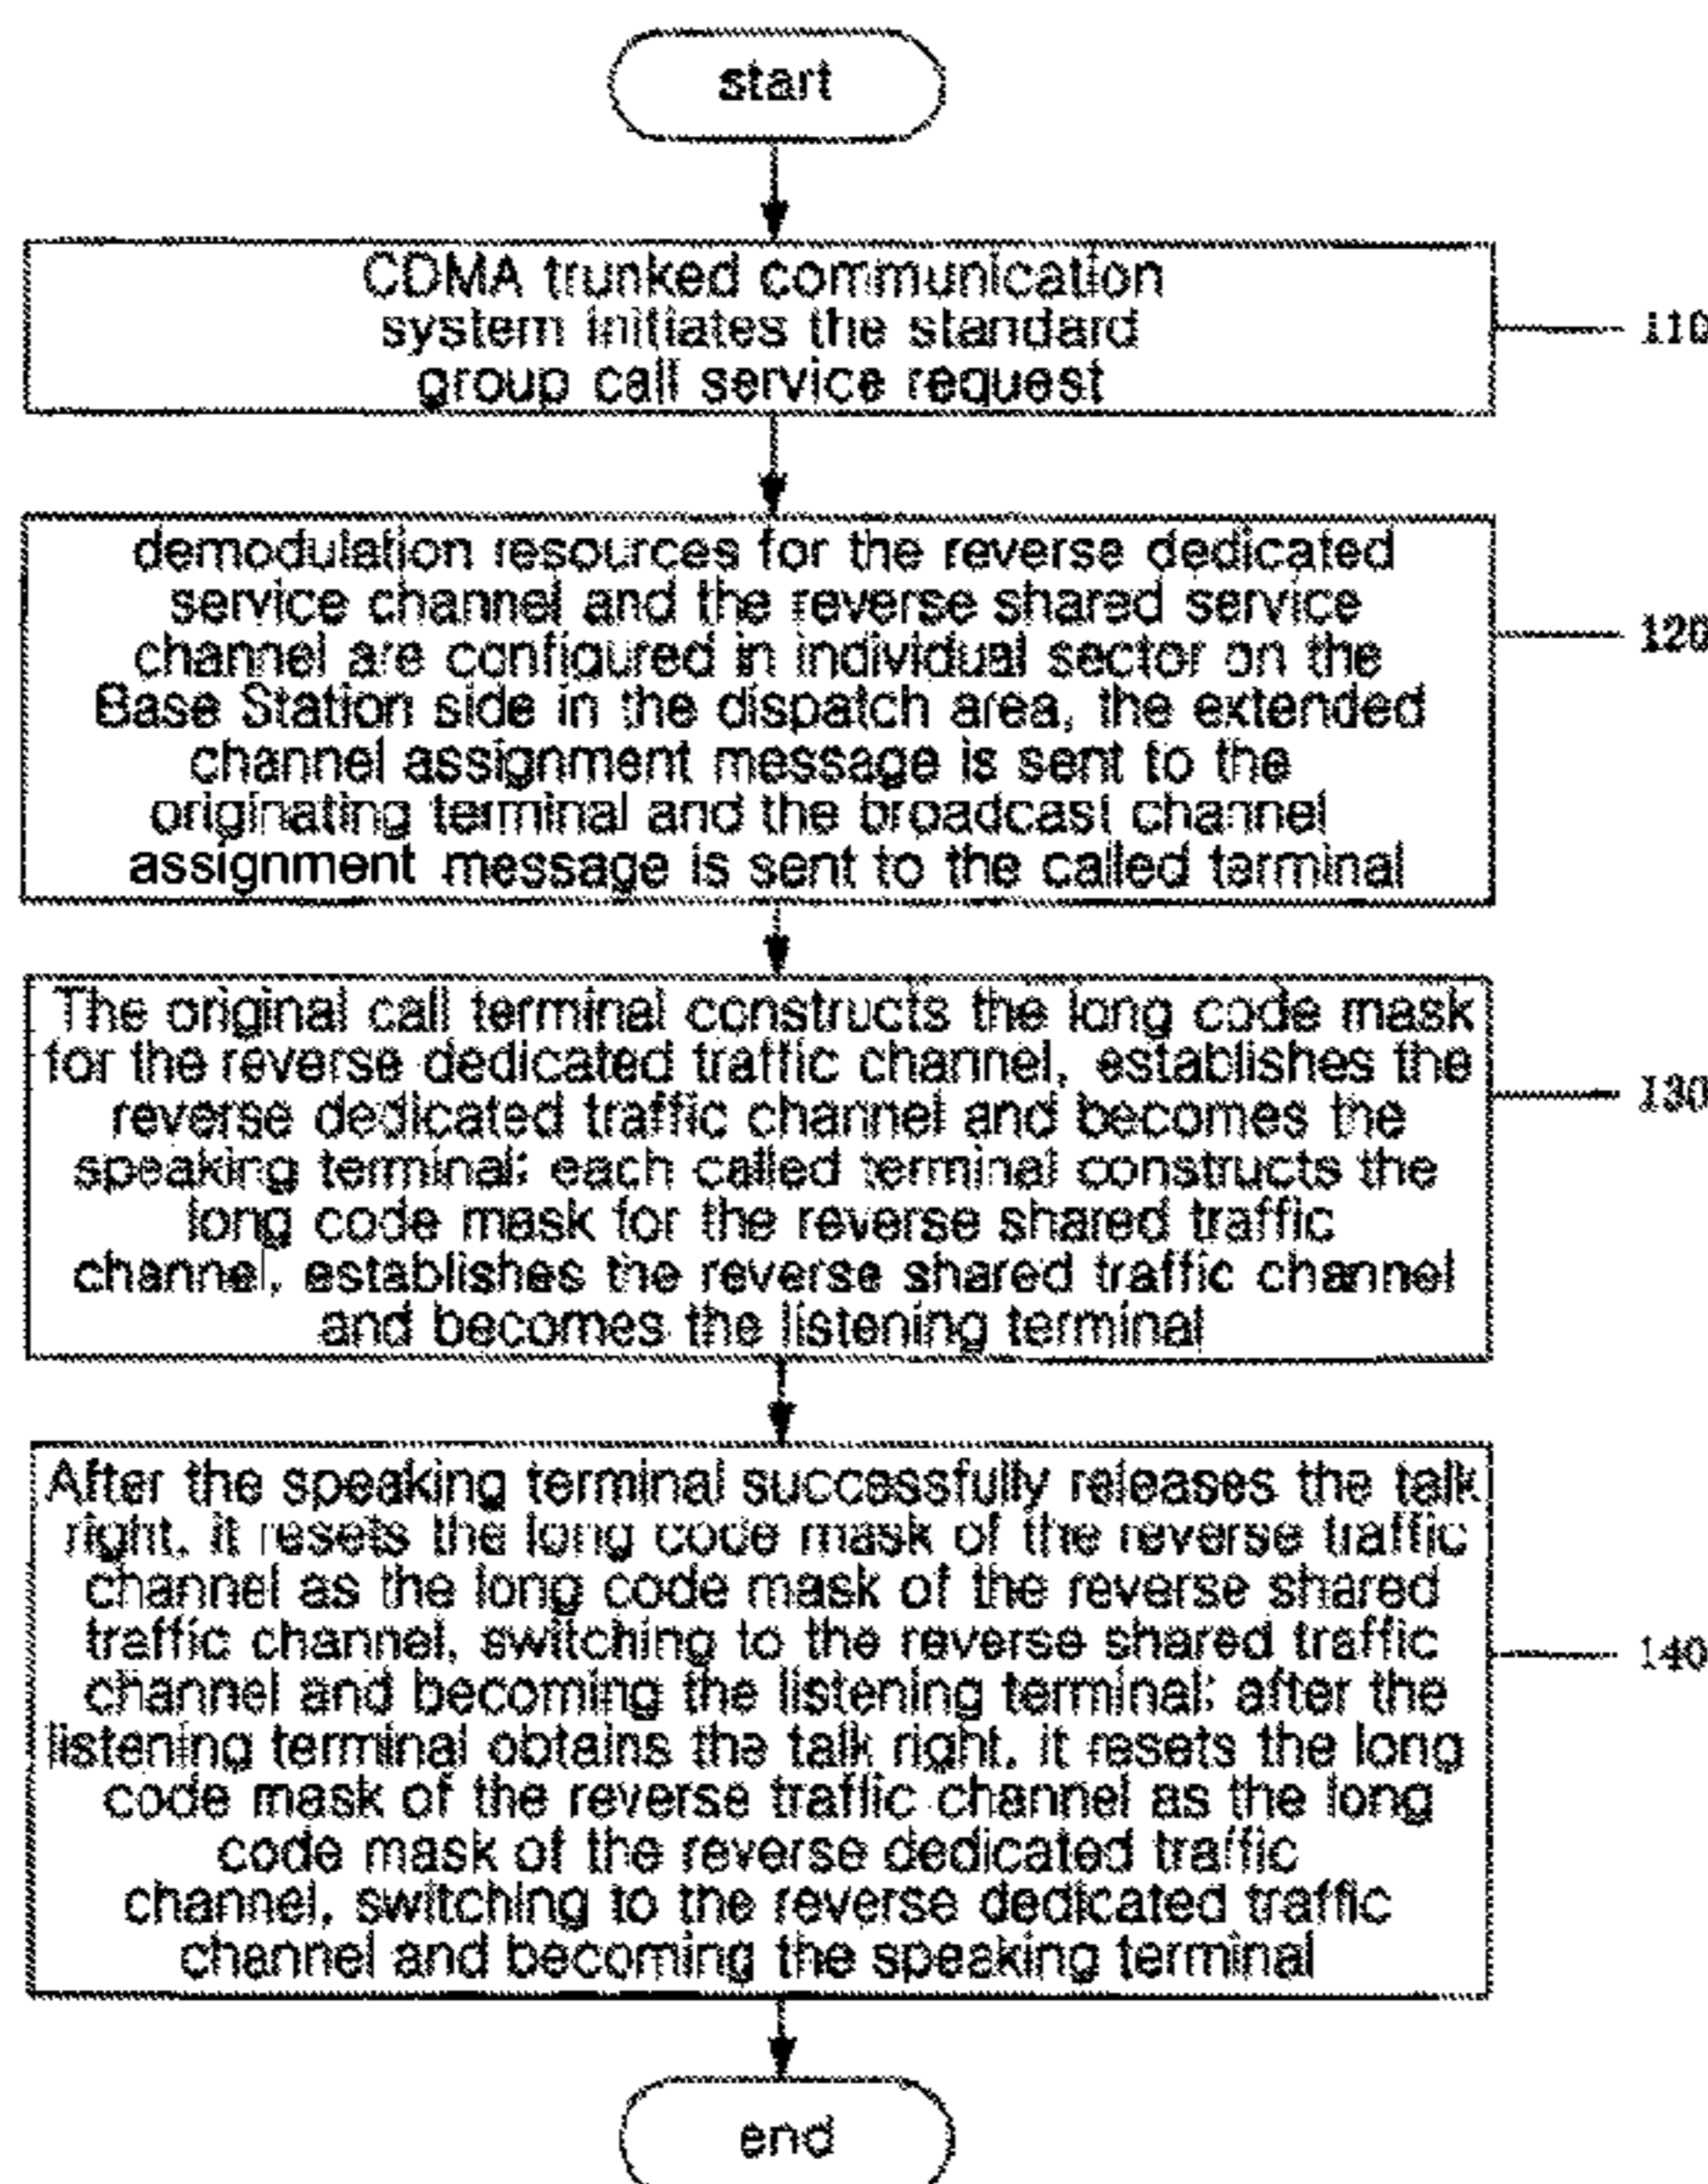 start
CDMA trunked communication
system initiates the standard
group call service request
110
demodulation resources for the reverse dedicated
service channel and the reverse shared service
channel are configured in individual sector on the
Base Station side in the dispatch area, the extended
channel assignment message is sent to the
originating terminal and the broadcast channel
assignment message is sent to the called terminal
120
The original call terminal constructs the long code mask
for the reverse dedicated traffic channel, establishes the
reverse dedicated traffic channel and becomes the
speaking terminal; each called terminal constructs the
long code mask for the reverse shared traffic
channel, establishes the reverse shared traffic channel
and becomes the listening terminal
130
After the speaking terminal successfully releases the talk
right, it resets the long code mask of the reverse traffic
channel as the long code mask of the reverse shared
traffic channel, switching to the reverse shared traffic
channel and becoming the listening terminal; after the
listening terminal obtains the talk right, it resets the long
code mask of the reverse traffic channel as the long
code mask of the reverse dedicated traffic
channel, switching to the reverse dedicated traffic
channel and becoming the speaking terminal
140
end